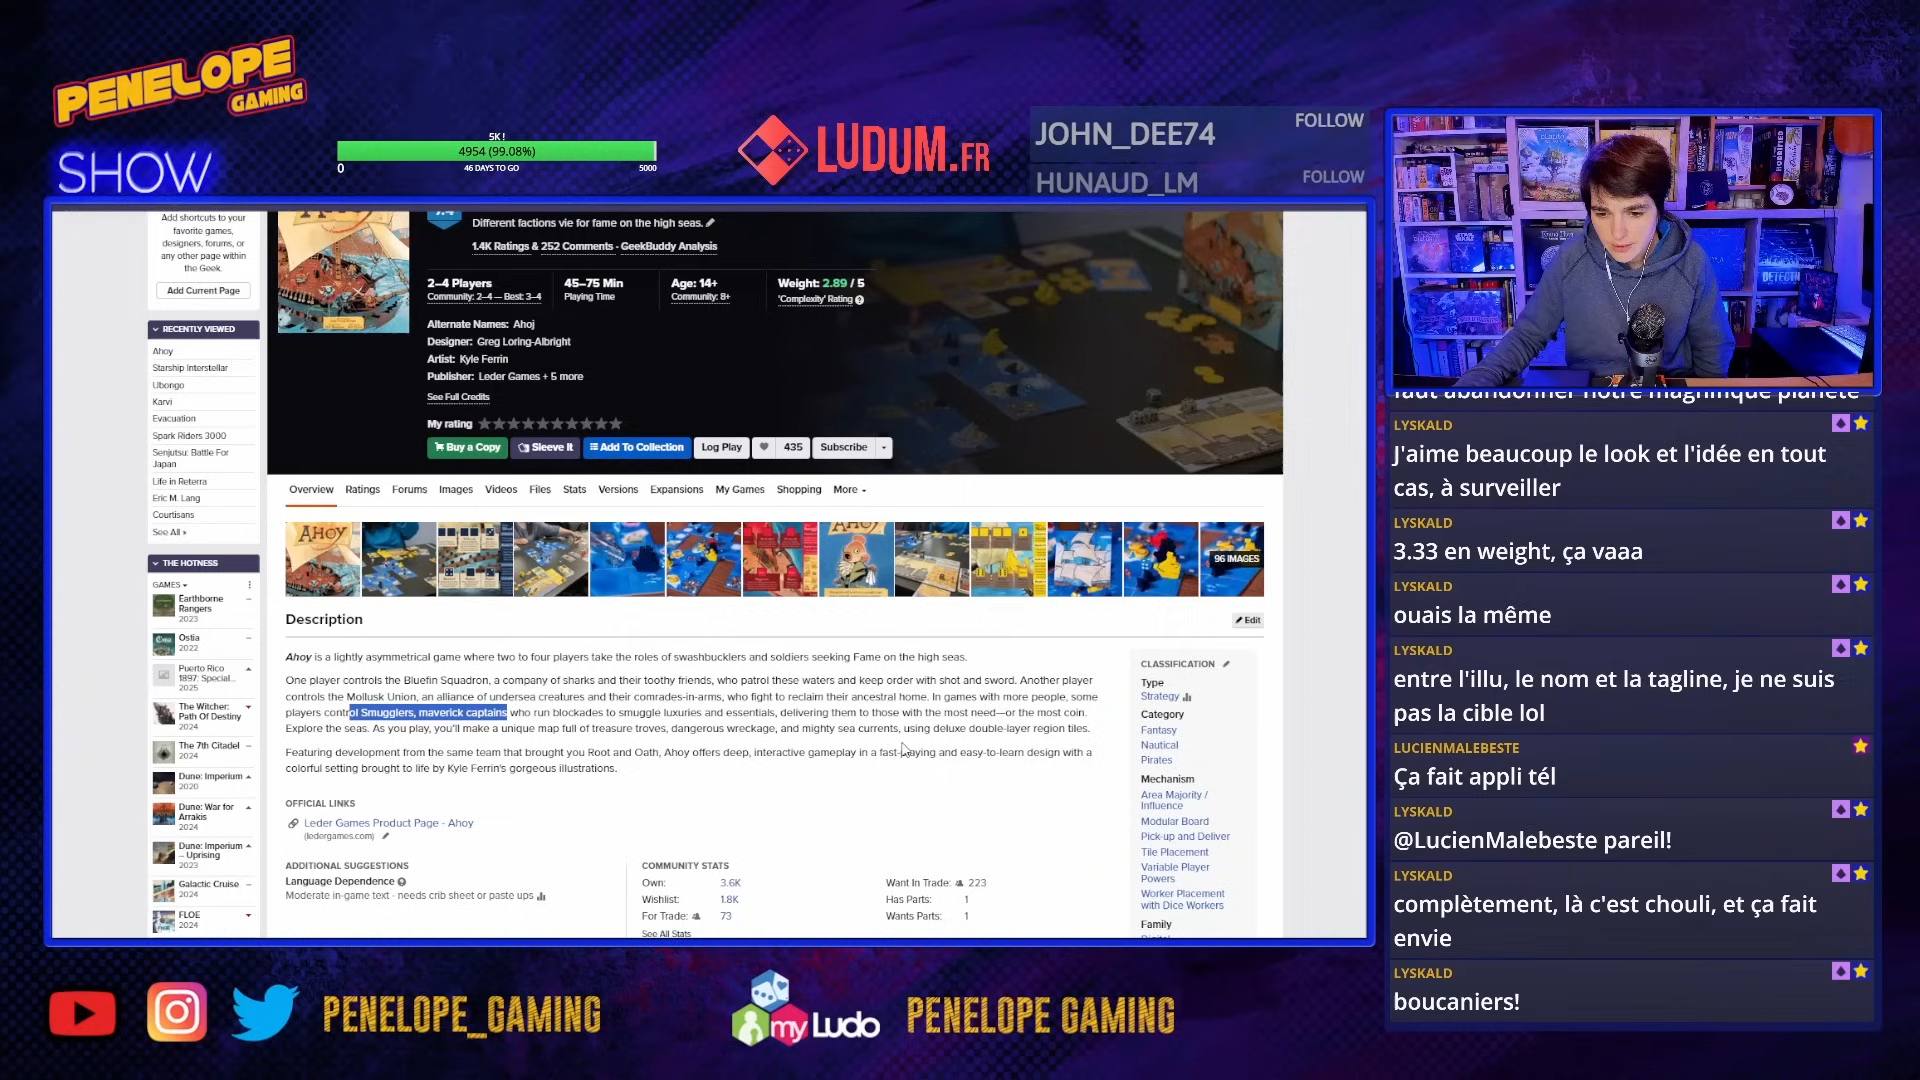 PENELOPE
GAMING
SHOW
5K !
4954 (99.08%)
0
46 DAYS TO GO
5000
LUDUM.FR
JOHN_DEE74
FOLLOW
HUNAUD_LM
FOLLOW
Add shortcuts to your
favorite games,
designers, forums, or
any other page within
the Geek.
Add Current Page
RECENTLY VIEWED
Ahoy
Starship Interstellar
Ubongo
Karvi
Evacuation
Spark Riders 3000
Senjutsu: Battle For
Japan
Life in Reterra
Eric M. Lang
Courtisans
See All »
THE HOTNESS
GAMES
Earthborne
Rangers
2023
Ostia
2022
Puerto Rico
1897: Special...
2025
The Witcher:
Path Of Destiny
2024
The 7th Citadel
2024
Dune: Imperium
2020
Dune: War for
Arrakis
2024
Dune: Imperium
– Uprising
2023
Galactic Cruise
2024
FLOE
2024
Different factions vie for fame on the high seas.
1.4K Ratings & 252 Comments · GeekBuddy Analysis
2–4 Players
Community: 2–4 — Best: 3–4
45–75 Min
Playing Time
Age: 14+
Community: 8+
Weight: 2.89 / 5
'Complexity' Rating
Alternate Names: Ahoj
Designer: Greg Loring-Albright
Artist: Kyle Ferrin
Publisher: Leder Games + 5 more
See Full Credits
My rating
Buy a Copy
Sleeve It
Add To Collection
Log Play
435
Subscribe
Overview
Ratings
Forums
Images
Videos
Files
Stats
Versions
Expansions
My Games
Shopping
More
AHOY
AHOY
96 IMAGES
Description
Edit
Ahoy is a lightly asymmetrical game where two to four players take the roles of swashbucklers and soldiers seeking Fame on the high seas.
One player controls the Bluefin Squadron, a company of sharks and their toothy friends, who patrol these waters and keep order with shot and sword. Another player
controls the Mollusk Union, an alliance of undersea creatures and their comrades-in-arms, who fight to reclaim their ancestral home. In games with more people, some
players control Smugglers, maverick captains who run blockades to smuggle luxuries and essentials, delivering them to those with the most need—or the most coin.
Explore the seas. As you play, you'll make a unique map full of treasure troves, dangerous wreckage, and mighty sea currents, using deluxe double-layer region tiles.
Featuring development from the same team that brought you Root and Oath, Ahoy offers deep, interactive gameplay in a fast-playing and easy-to-learn design with a
colorful setting brought to life by Kyle Ferrin's gorgeous illustrations.
OFFICIAL LINKS
Leder Games Product Page - Ahoy
(ledergames.com)
ADDITIONAL SUGGESTIONS
Language Dependence
Moderate in-game text - needs crib sheet or paste ups
COMMUNITY STATS
Own: 3.6K
Wishlist: 1.8K
For Trade: 73
See All Stats
Want In Trade: 223
Has Parts: 1
Wants Parts: 1
CLASSIFICATION
Type
Strategy
Category
Fantasy
Nautical
Pirates
Mechanism
Area Majority /
Influence
Modular Board
Pick-up and Deliver
Tile Placement
Variable Player
Powers
Worker Placement
with Dice Workers
Family
faut abandonner notre magnifique planète
LYSKALD
J'aime beaucoup le look et l'idée en tout
cas, à surveiller
LYSKALD
3.33 en weight, ça vaaa
LYSKALD
ouais la même
LYSKALD
entre l'illu, le nom et la tagline, je ne suis
pas la cible lol
LUCIENMALEBESTE
Ça fait appli tél
LYSKALD
@LucienMalebeste pareil!
LYSKALD
complètement, là c'est chouli, et ça fait
envie
LYSKALD
boucaniers!
PENELOPE_GAMING
my Ludo
PENELOPE GAMING